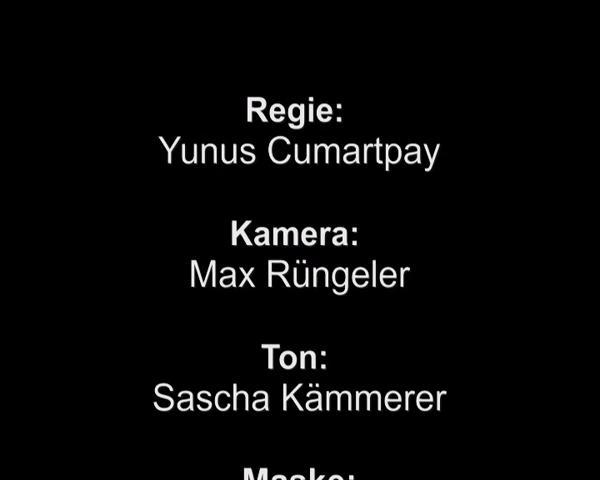 Regie:
Yunus Cumartpay
Kamera:
Max Rüngeler
Ton:
Sascha Kämmerer
Maske: